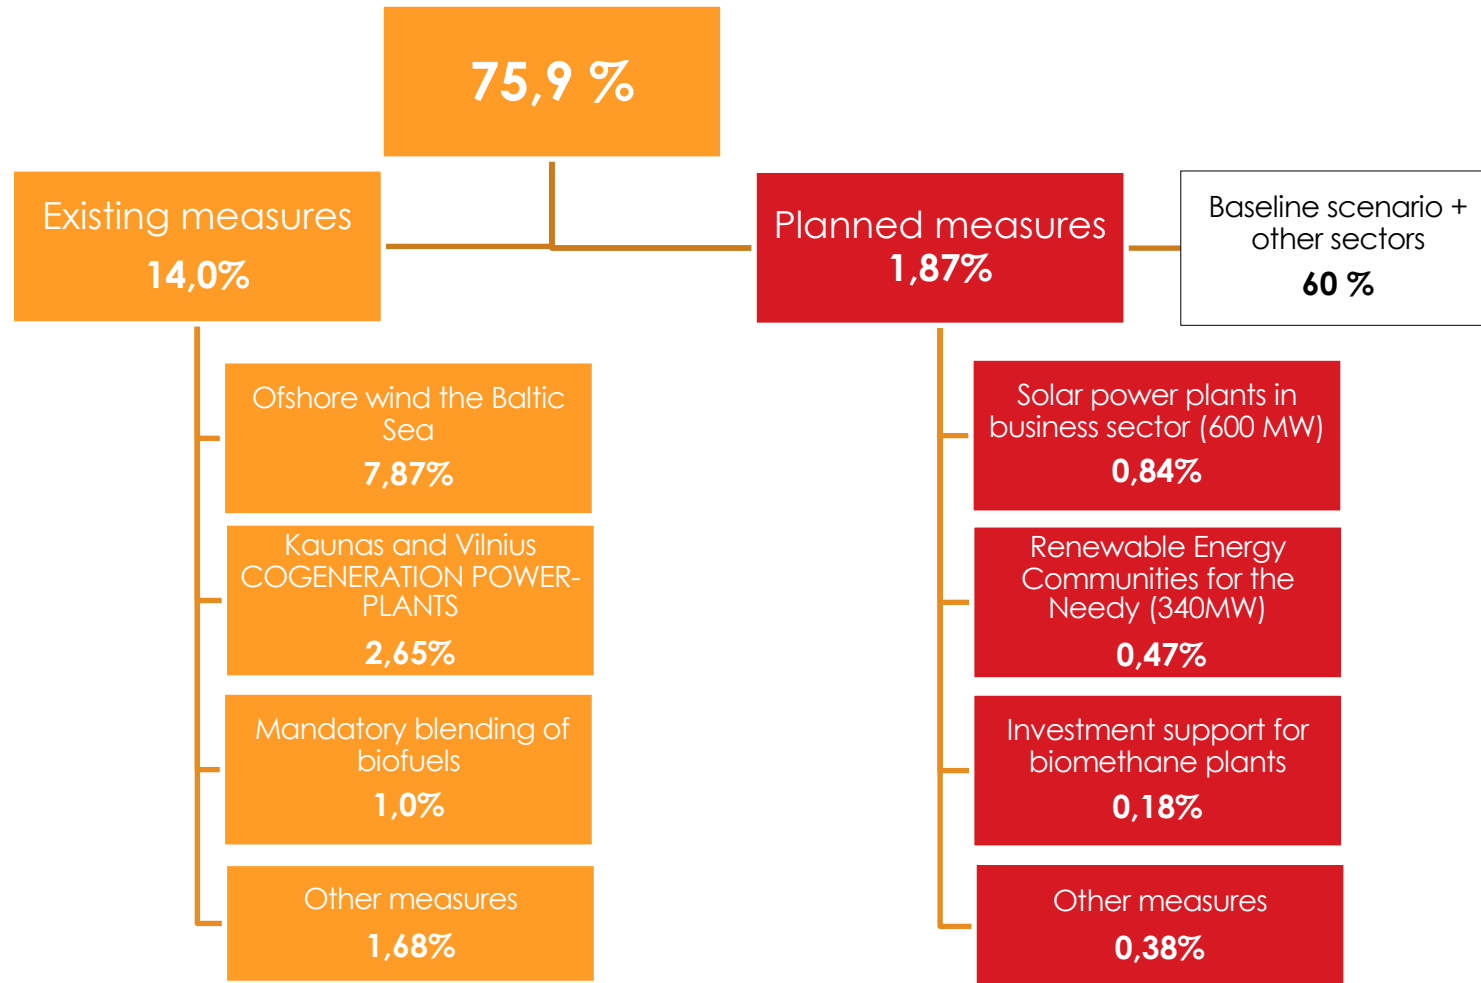 75,9 %
Existing measures
14,0%
Planned measures
1,87%
Baseline scenario +
other sectors
60 %
Ofshore wind the Baltic
Sea
7,87%
Kaunas and Vilnius
COGENERATION POWER-
PLANTS
2,65%
Mandatory blending of
biofuels
1,0%
Other measures
1,68%
Solar power plants in
business sector (600 MW)
0,84%
Renewable Energy
Communities for the
Needy (340MW)
0,47%
Investment support for
biomethane plants
0,18%
Other measures
0,38%